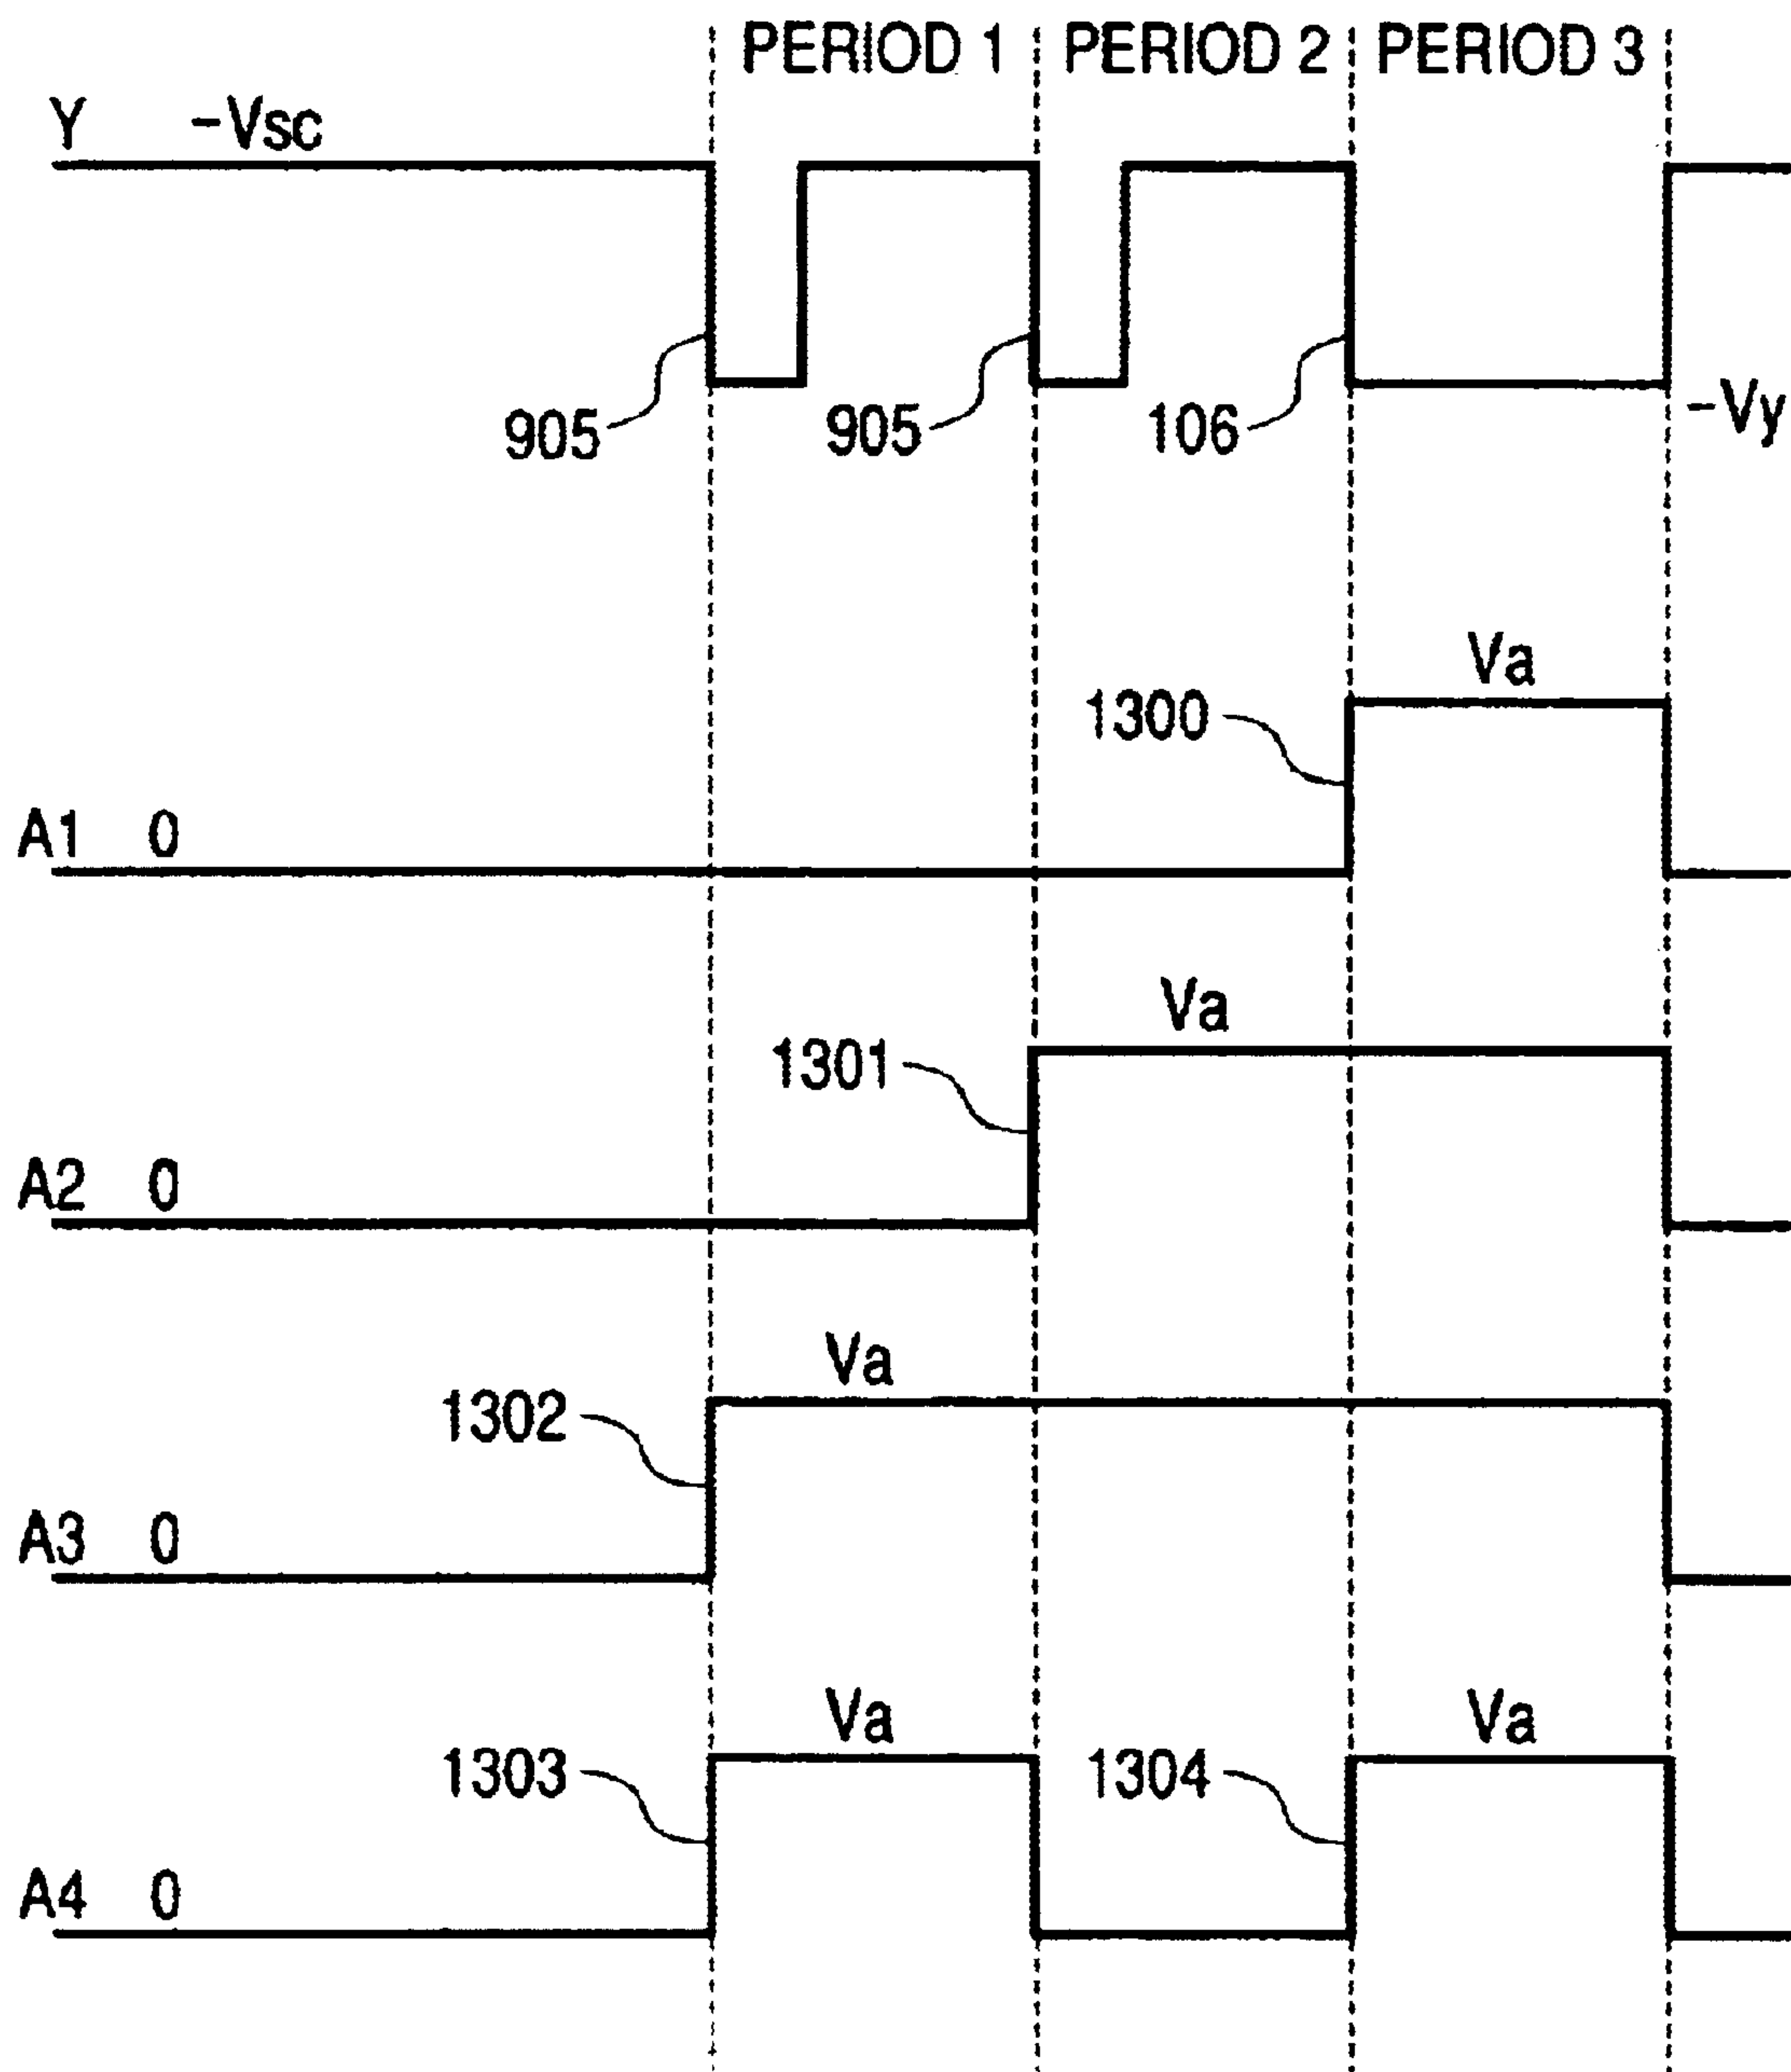 PERIOD 1 PERIOD 2 PERIOD 3
Y -Vsc
905 905 106 -Vy
Va
1300
A1 0
Va
1301
A2 0
Va
1302
A3 0
Va Va
1303 1304
A4 0